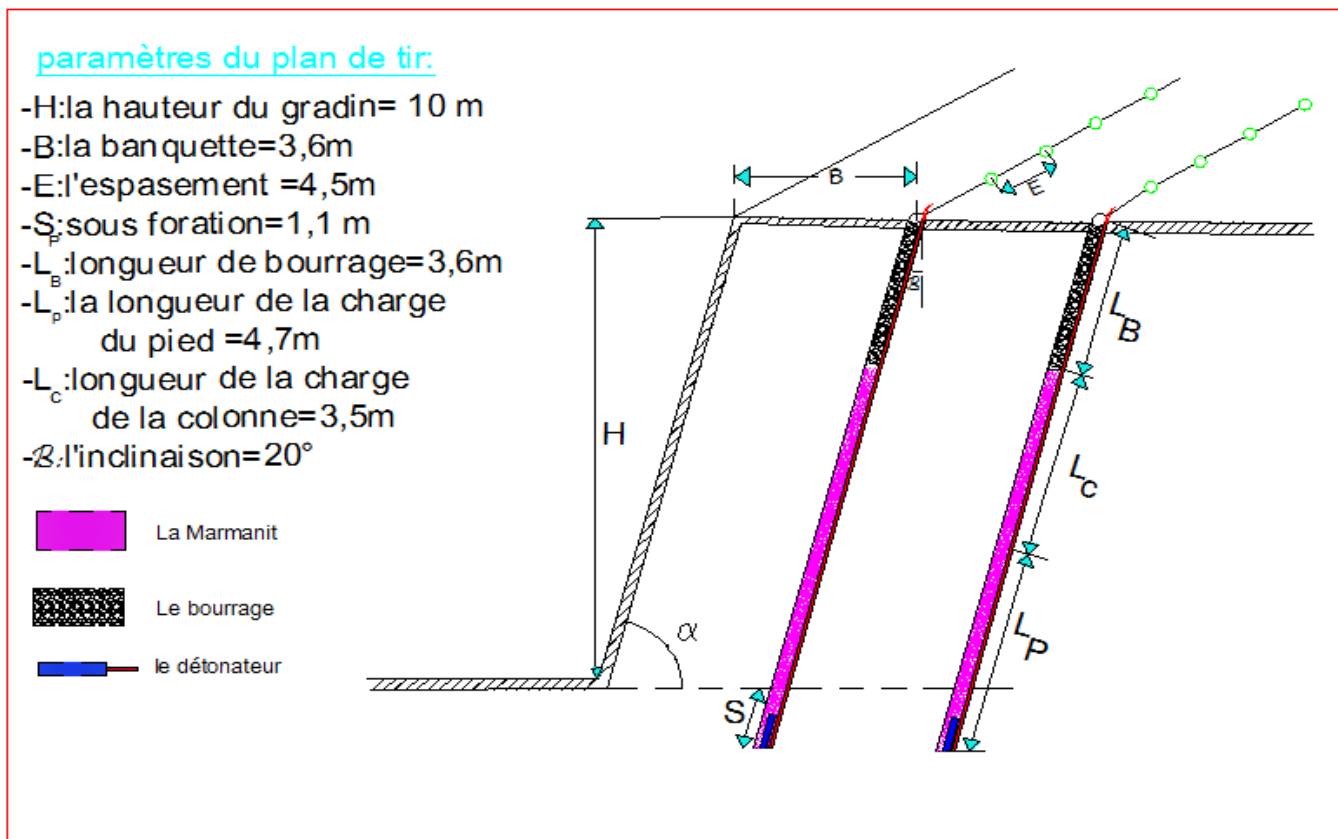 paramètres du plan de tir:
-H:la hauteur du gradin= 10 m
-B:la banquette=3,6m
-E:l'espasement =4,5m
-SP:sous foration=1,1 m
-LB:longueur de bourrage=3,6m
-LP:la longueur de la charge
du pied =4,7m
-LC:longueur de la charge
de la colonne=3,5m
-ℬ:l'inclinaison=20°
La Marmanit
Le bourrage
le détonateur
B
E
ℬ
LB
H
LC
α
LP
S